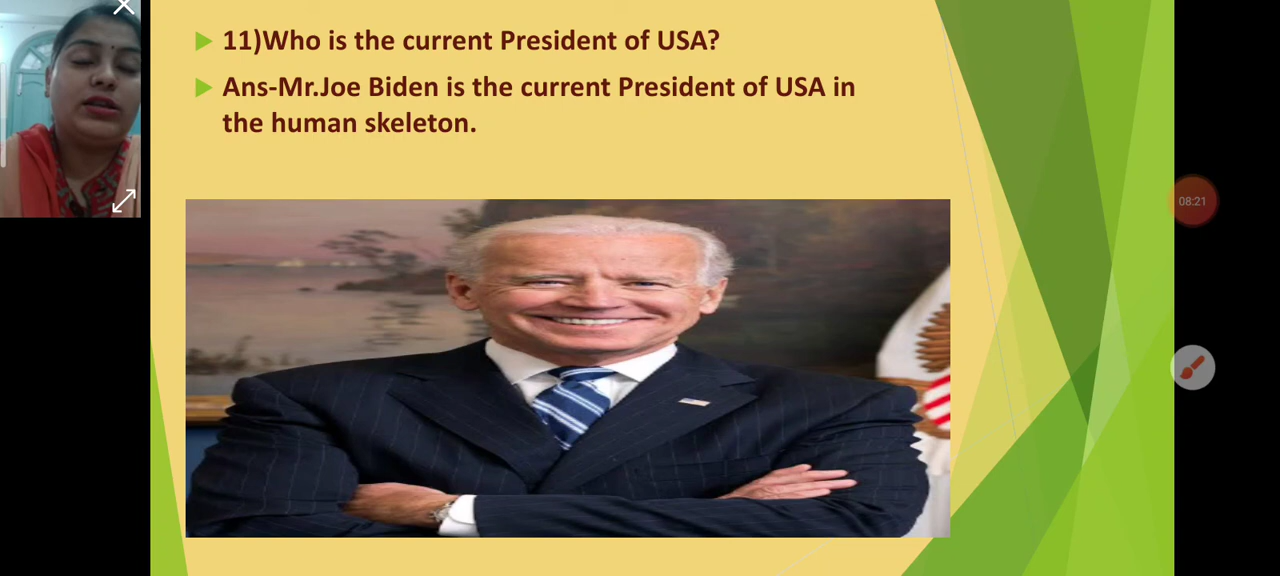 11)Who is the current President of USA?
Ans-Mr.Joe Biden is the current President of USA in
the human skeleton.
08:21